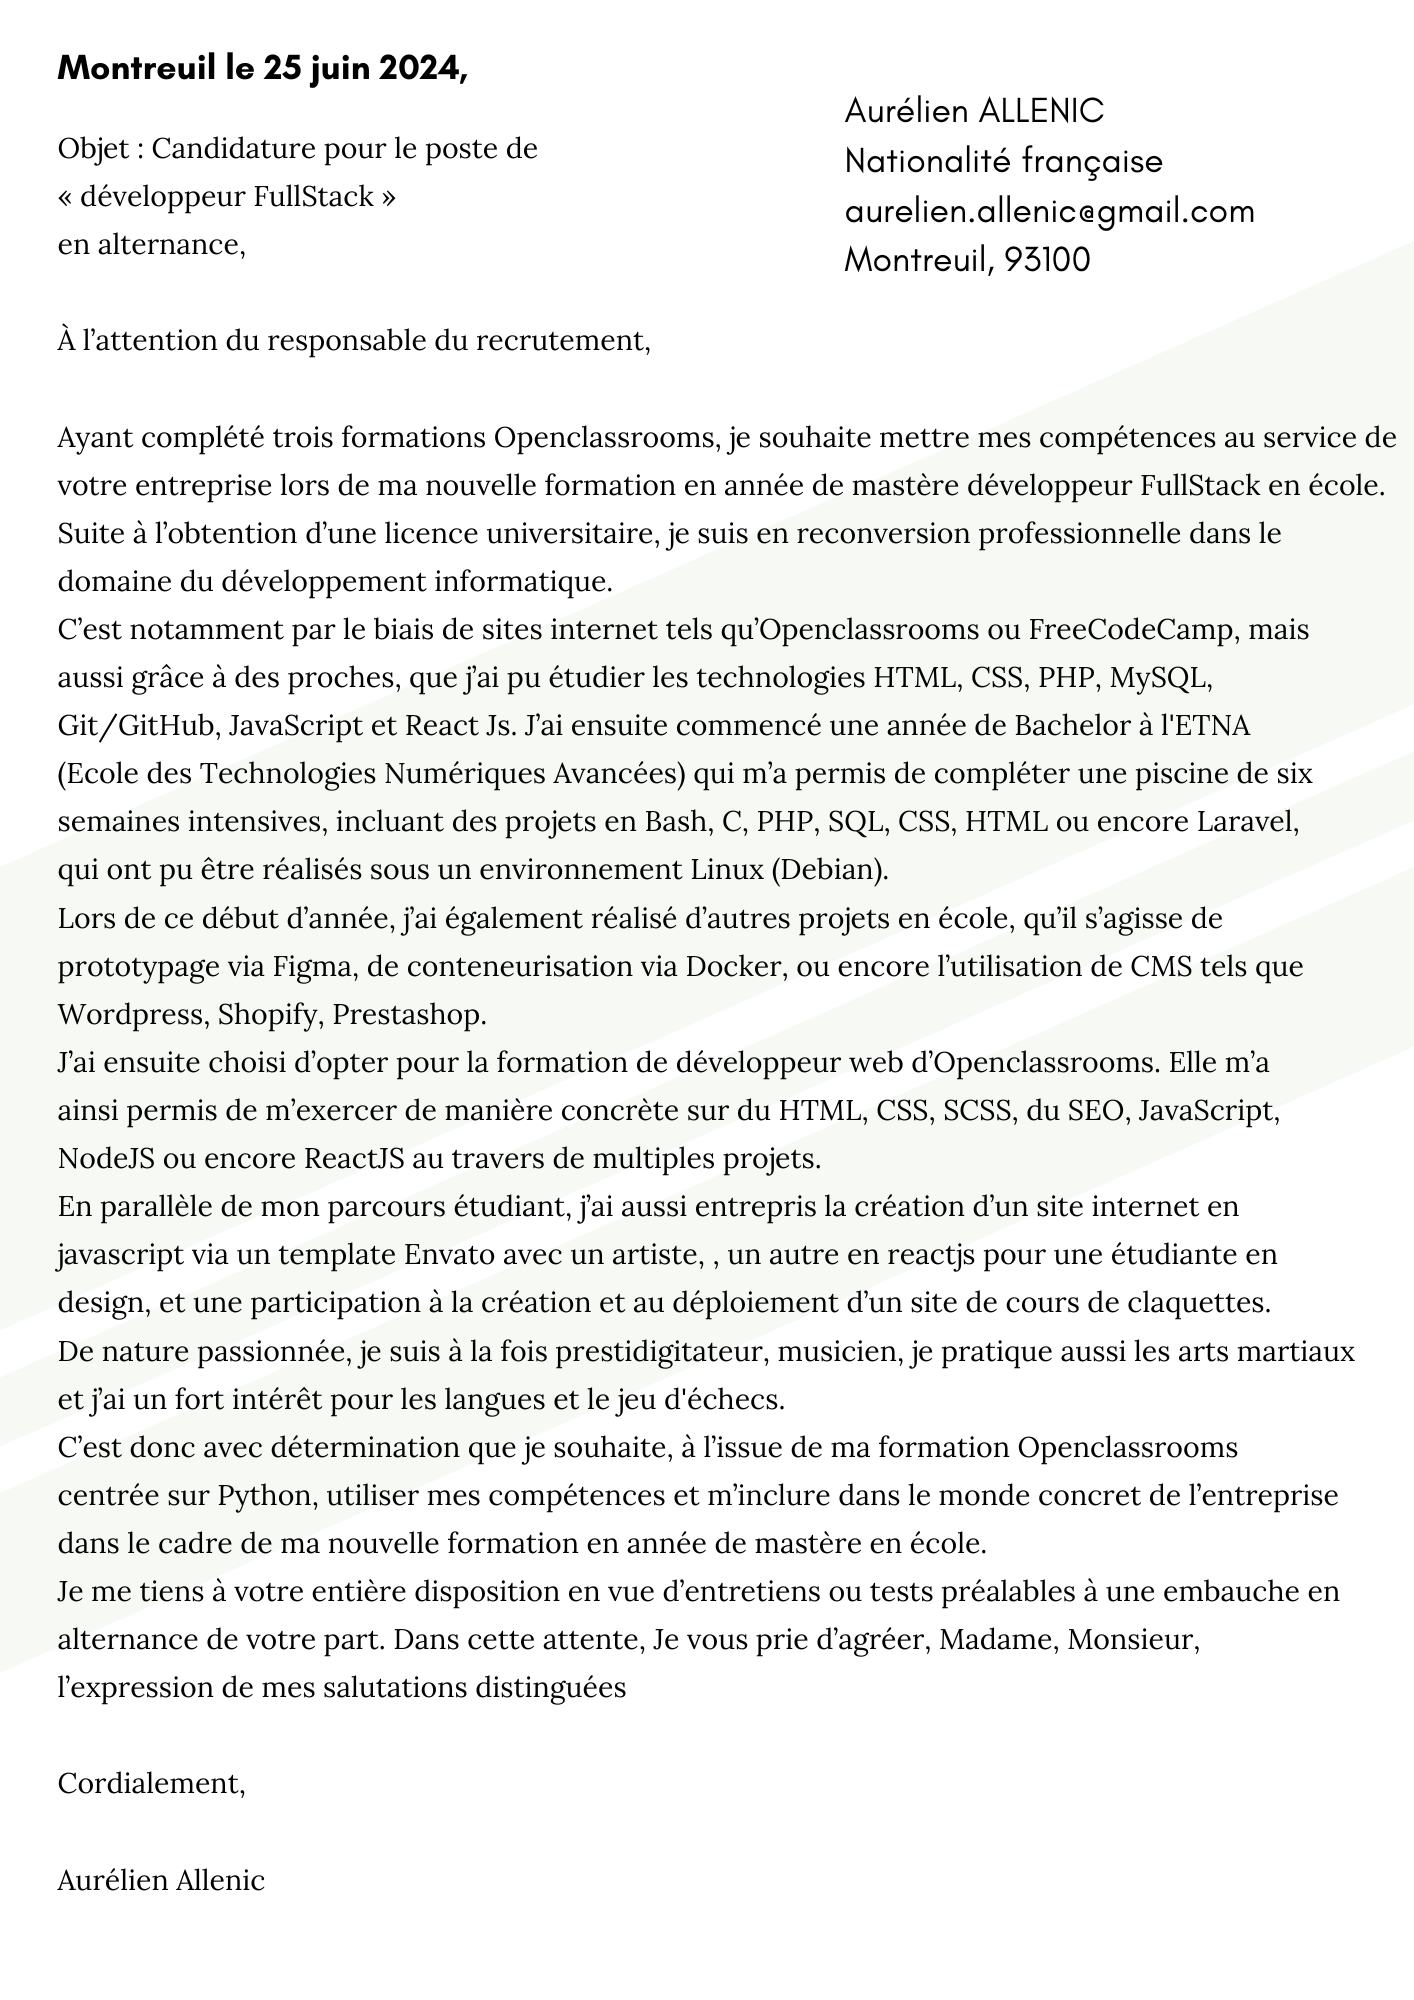 Montreuil le 25 juin 2024,
Aurélien ALLENIC
Nationalité française
aurelien.allenic@gmail.com
Montreuil, 93100
Objet : Candidature pour le poste de
« développeur FullStack »
en alternance,
À l’attention du responsable du recrutement,
Ayant complété trois formations Openclassrooms, je souhaite mettre mes compétences au service de
votre entreprise lors de ma nouvelle formation en année de mastère développeur FullStack en école.
Suite à l’obtention d’une licence universitaire, je suis en reconversion professionnelle dans le
domaine du développement informatique.
C’est notamment par le biais de sites internet tels qu’Openclassrooms ou FreeCodeCamp, mais
aussi grâce à des proches, que j’ai pu étudier les technologies HTML, CSS, PHP, MySQL,
Git/GitHub, JavaScript et React Js. J’ai ensuite commencé une année de Bachelor à l'ETNA
(Ecole des Technologies Numériques Avancées) qui m’a permis de compléter une piscine de six
semaines intensives, incluant des projets en Bash, C, PHP, SQL, CSS, HTML ou encore Laravel,
qui ont pu être réalisés sous un environnement Linux (Debian).
Lors de ce début d’année, j’ai également réalisé d’autres projets en école, qu’il s’agisse de
prototypage via Figma, de conteneurisation via Docker, ou encore l’utilisation de CMS tels que
Wordpress, Shopify, Prestashop.
J’ai ensuite choisi d’opter pour la formation de développeur web d’Openclassrooms. Elle m’a
ainsi permis de m’exercer de manière concrète sur du HTML, CSS, SCSS, du SEO, JavaScript,
NodeJS ou encore ReactJS au travers de multiples projets.
En parallèle de mon parcours étudiant, j’ai aussi entrepris la création d’un site internet en
javascript via un template Envato avec un artiste, , un autre en reactjs pour une étudiante en
design, et une participation à la création et au déploiement d’un site de cours de claquettes.
De nature passionnée, je suis à la fois prestidigitateur, musicien, je pratique aussi les arts martiaux
et j’ai un fort intérêt pour les langues et le jeu d'échecs.
C’est donc avec détermination que je souhaite, à l’issue de ma formation Openclassrooms
centrée sur Python, utiliser mes compétences et m’inclure dans le monde concret de l’entreprise
dans le cadre de ma nouvelle formation en année de mastère en école.
Je me tiens à votre entière disposition en vue d’entretiens ou tests préalables à une embauche en
alternance de votre part. Dans cette attente, Je vous prie d’agréer, Madame, Monsieur,
l’expression de mes salutations distinguées
Cordialement,
Aurélien Allenic